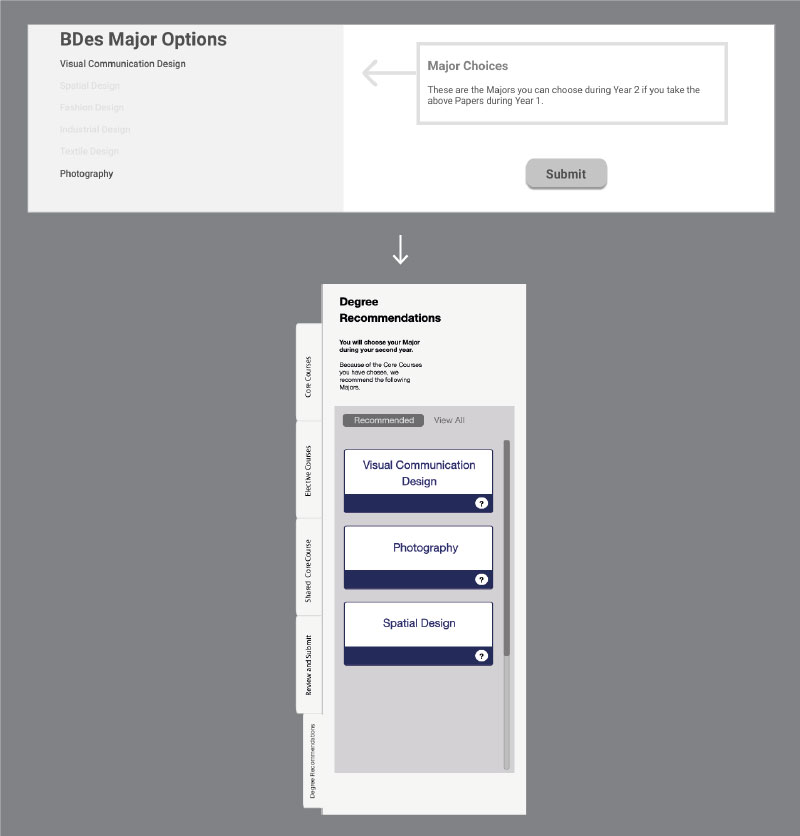 BDes Major Options
Visual Communication Design
Spatial Design
Fashion Design
Industrial Design
Textile Design
Photography
Major Choices
These are the Majors you can choose during Year 2 if you take the
above Papers during Year 1.
Submit
Degree
Recommendations
You will choose your Major
during your second year.
Because of the Core Courses
you have chosen, we
recommend the following
Majors.
Core Courses
Elective Courses
Shared CoreCourse
Review and Submit
Degree Recommendations
Recommended View All
Visual Communication
Design
?
Photography
?
Spatial Design
?